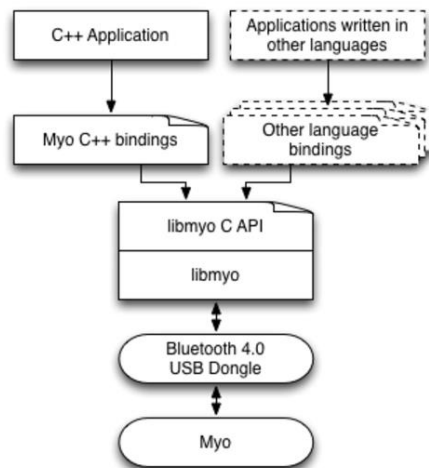 C++ Application
Applications written in
other languages
Myo C++ bindings
Other language
bindings
libmyo C API
libmyo
Bluetooth 4.0
USB Dongle
Myo